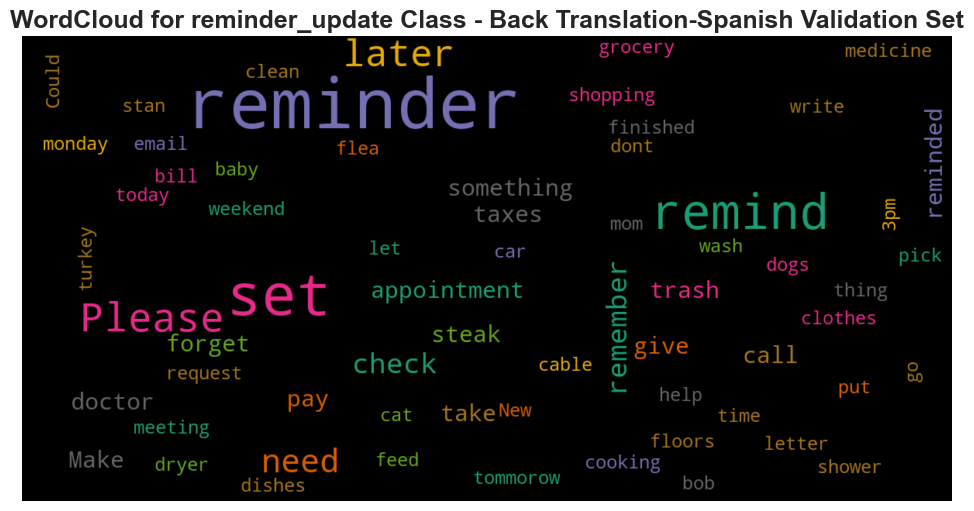 WordCloud for reminder_update Class - Back Translation-Spanish Validation Set
later
grocery
medicine
Could
clean
reminder
shopping
stan
write
finished
reminded
monday
email
flea
dont
baby
bill
something
today
weekend
taxes
remind
3pm
mom
turkey
let
car
wash
pick
dogs
set
appointment
remember
trash
thing
Please
clothes
steak
forget
give
call
check
cable
request
go
help
put
doctor
pay
cat
take
New
time
meeting
floors
letter
Make
dryer
need
feed
cooking
shower
dishes
tommorow
bob